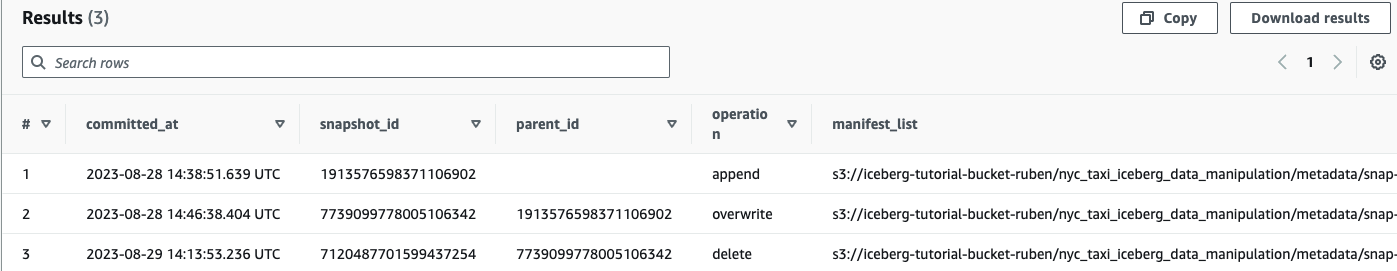 Results (3)
Copy
Download results
Search rows
1
# committed_at snapshot_id parent_id operatio
n manifest_list
1 2023-08-28 14:38:51.639 UTC 1913576598371106902 append s3://iceberg-tutorial-bucket-ruben/nyc_taxi_iceberg_data_manipulation/metadata/snap-
2 2023-08-28 14:46:38.404 UTC 7739099778005106342 1913576598371106902 overwrite s3://iceberg-tutorial-bucket-ruben/nyc_taxi_iceberg_data_manipulation/metadata/snap-
3 2023-08-29 14:13:53.236 UTC 7120487701599437254 7739099778005106342 delete s3://iceberg-tutorial-bucket-ruben/nyc_taxi_iceberg_data_manipulation/metadata/snap-